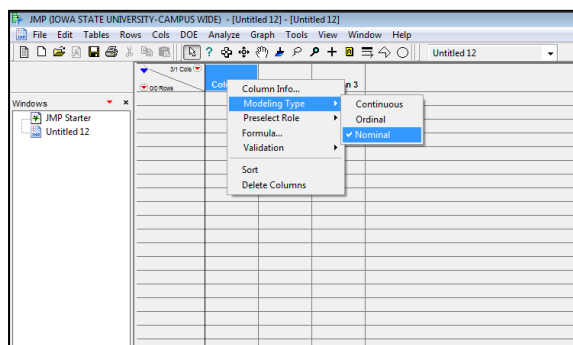 JMP (IOWA STATE UNIVERSITY-CAMPUS WIDE) - [Untitled 12] - [Untitled 12]
File Edit Tables Rows Cols DOE Analyze Graph Tools View Window Help
Untitled 12
3/1 Cols
0/0 Rows
Colu
n 3
Windows
JMP Starter
Untitled 12
Column Info...
Modeling Type
Preselect Role
Formula...
Validation
Sort
Delete Columns
Continuous
Ordinal
Nominal